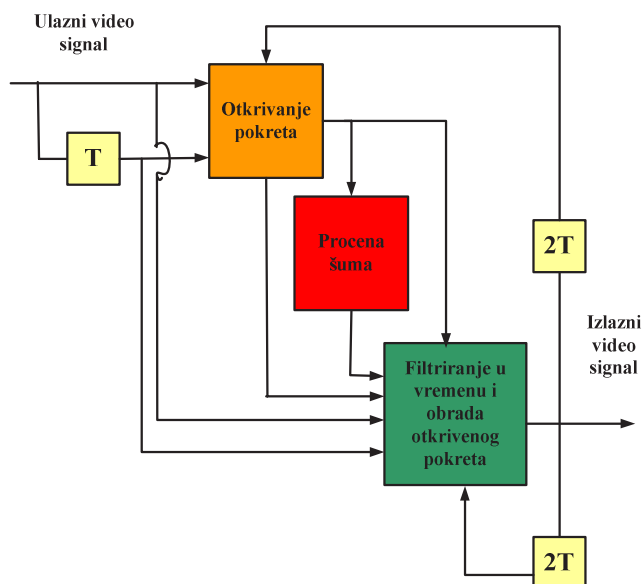 Ulazni video
signal
Otkrivanje
pokreta
T
Procena
šuma
2T
Izlazni
video
signal
Filtriranje u
vremenu i
obrada
otkrivenog
pokreta
2T